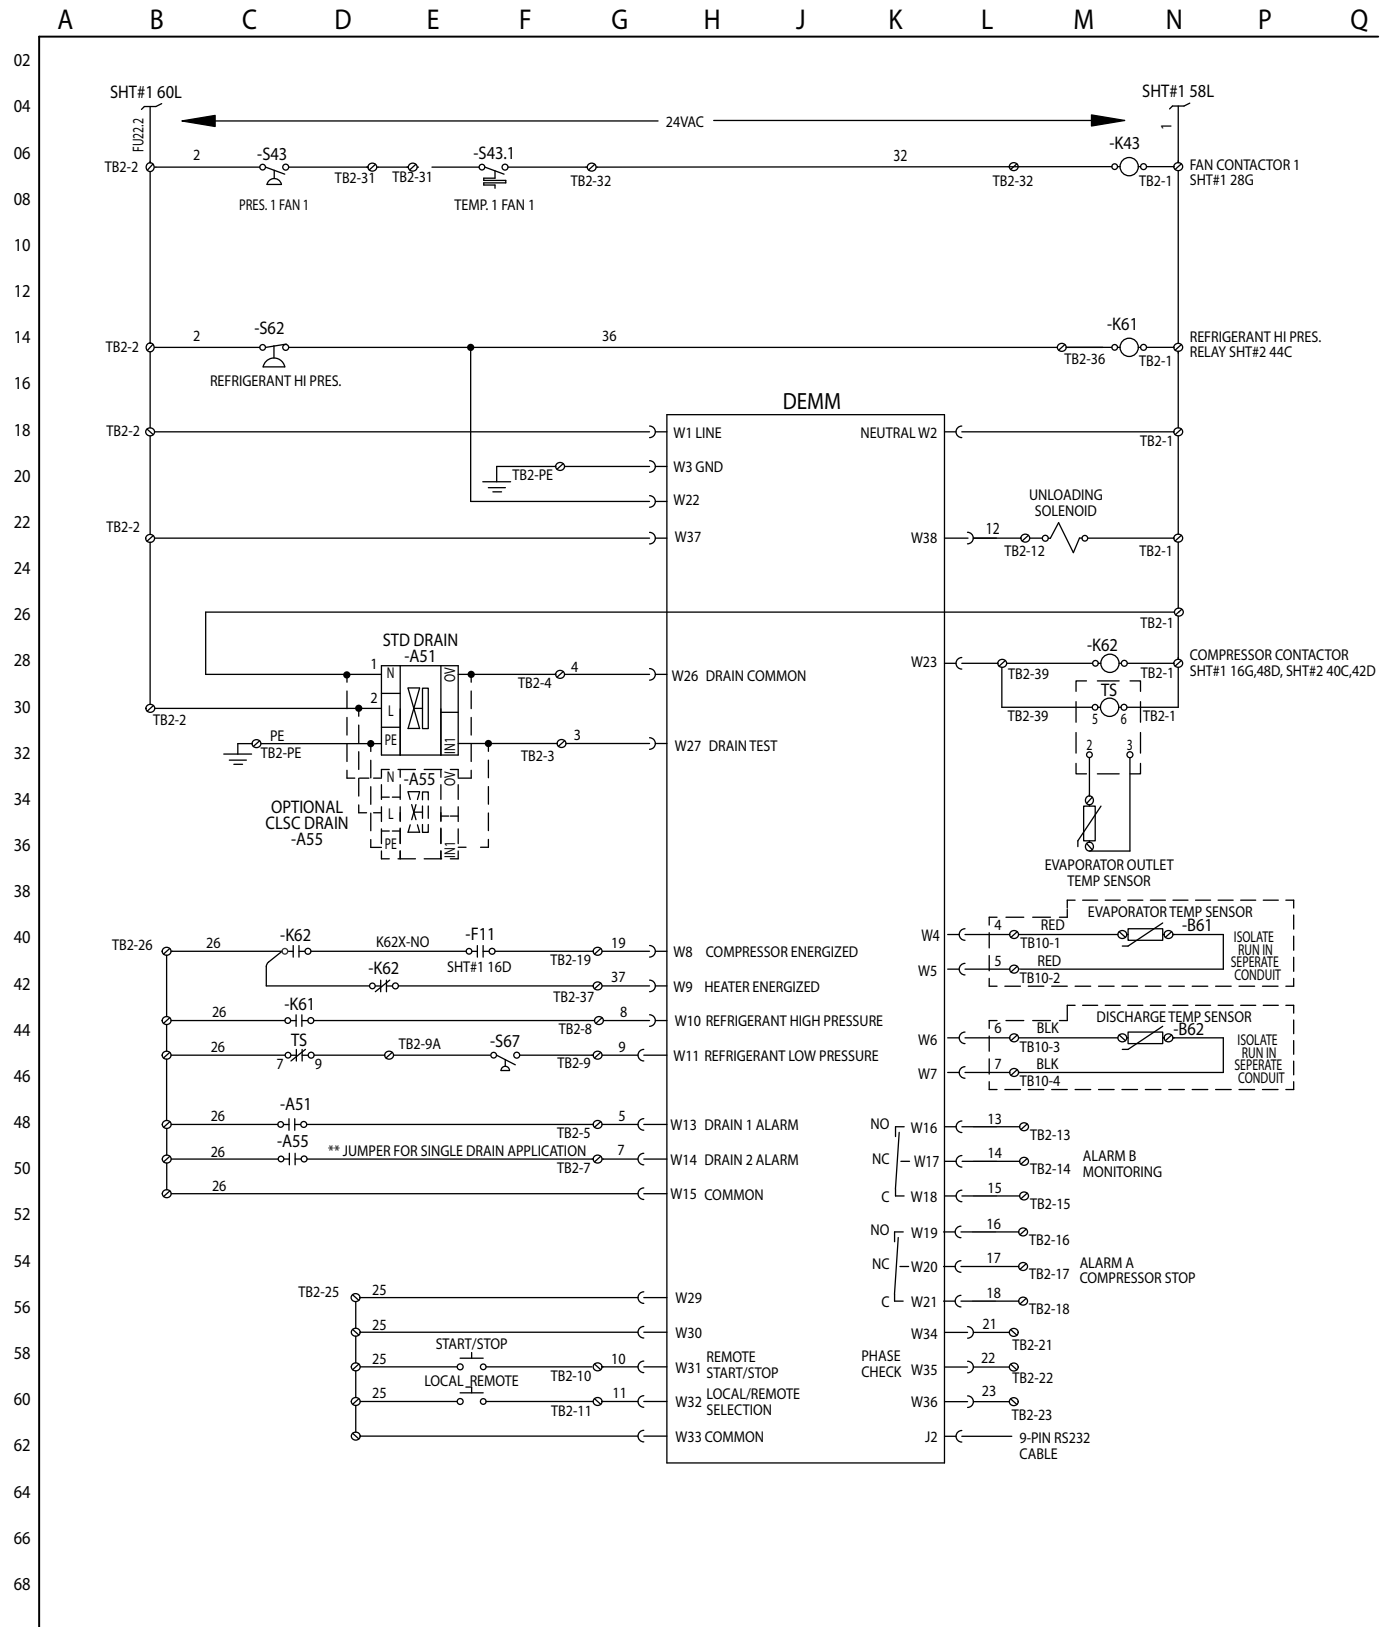 A B C D E F G H J K L M N P Q
02
SHT#1 60L SHT#1 58L
04
FU22.2 24VAC 1
06 TB2-2 2 -S43 TB2-31 TB2-31 -S43.1 TB2-32 32 TB2-32 -K43 TB2-1 FAN CONTACTOR 1
SHT#1 28G
PRES. 1 FAN 1 TEMP. 1 FAN 1
08
10
12
14 TB2-2 2 -S62 36 TB2-36 -K61 TB2-1 REFRIGERANT HI PRES.
RELAY SHT#2 44C
REFRIGERANT HI PRES.
16
DEMM
18 TB2-2 W1 LINE NEUTRAL W2 TB2-1
20 TB2-PE W3 GND
W22
UNLOADING
SOLENOID
22 TB2-2 W37 W38 12 TB2-12 TB2-1
24
26 TB2-1
STD DRAIN
-A51
28 1 N OV 4 TB2-4 W26 DRAIN COMMON W23 TB2-39 -K62 TB2-1 COMPRESSOR CONTACTOR
SHT#1 16G,48D, SHT#2 40C,42D
30 TB2-2 2 L TB2-39 TS 5 6 TB2-1
32 PE TB2-PE PE IN1 3 TB2-3 W27 DRAIN TEST 2 3
N -A55 OV
34 L
OPTIONAL
CLSC DRAIN
-A55
36 PE IN1
EVAPORATOR OUTLET
TEMP SENSOR
38
EVAPORATOR TEMP SENSOR
40 TB2-26 26 -K62 K62X-NO -F11 SHT#1 16D TB2-19 19 W8 COMPRESSOR ENERGIZED W4 4 TB10-1 RED -B61
ISOLATE
RUN IN
SEPERATE
CONDUIT
W5 5 TB10-2 RED
42 -K62 TB2-37 37 W9 HEATER ENERGIZED
44 26 -K61 TB2-8 8 W10 REFRIGERANT HIGH PRESSURE
DISCHARGE TEMP SENSOR
W6 6 TB10-3 BLK -B62
ISOLATE
RUN IN
SEPERATE
CONDUIT
26 TS 7 9 TB2-9A -S67 TB2-9 9 W11 REFRIGERANT LOW PRESSURE
46 W7 7 TB10-4 BLK
48 26 -A51 TB2-5 5 W13 DRAIN 1 ALARM NO W16 13 TB2-13
26 -A55 ** JUMPER FOR SINGLE DRAIN APPLICATION TB2-7 7 W14 DRAIN 2 ALARM NC W17 14 TB2-14 ALARM B
MONITORING
50
26 W15 COMMON C W18 15 TB2-15
52
NO W19 16 TB2-16
54 NC W20 17 TB2-17 ALARM A
COMPRESSOR STOP
TB2-25 25 W29 C W21 18 TB2-18
56
25 W30 W34 21 TB2-21
58 START/STOP
25 TB2-10 10 W31 REMOTE
START/STOP
PHASE
CHECK W35 22 TB2-22
LOCAL REMOTE
60 25 TB2-11 11 W32 LOCAL/REMOTE
SELECTION
W36 23 TB2-23
62 W33 COMMON J2 9-PIN RS232
CABLE
64
66
68